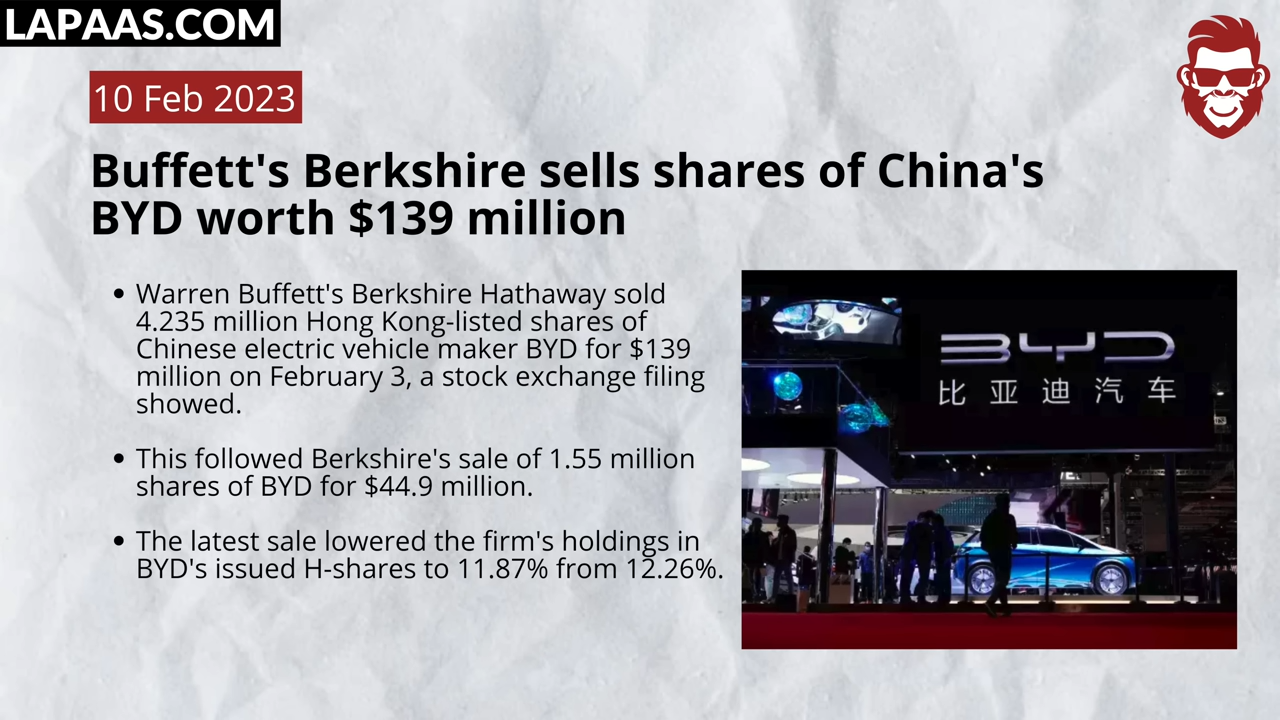 LAPAAS.COM
10 Feb 2023
Buffett's Berkshire sells shares of China's
BYD worth $139 million
• Warren Buffett's Berkshire Hathaway sold
4.235 million Hong Kong-listed shares of
Chinese electric vehicle maker BYD for $139
million on February 3, a stock exchange filing
showed.
• This followed Berkshire's sale of 1.55 million
shares of BYD for $44.9 million.
• The latest sale lowered the firm's holdings in
BYD's issued H-shares to 11.87% from 12.26%.
BYD
比亚迪汽车